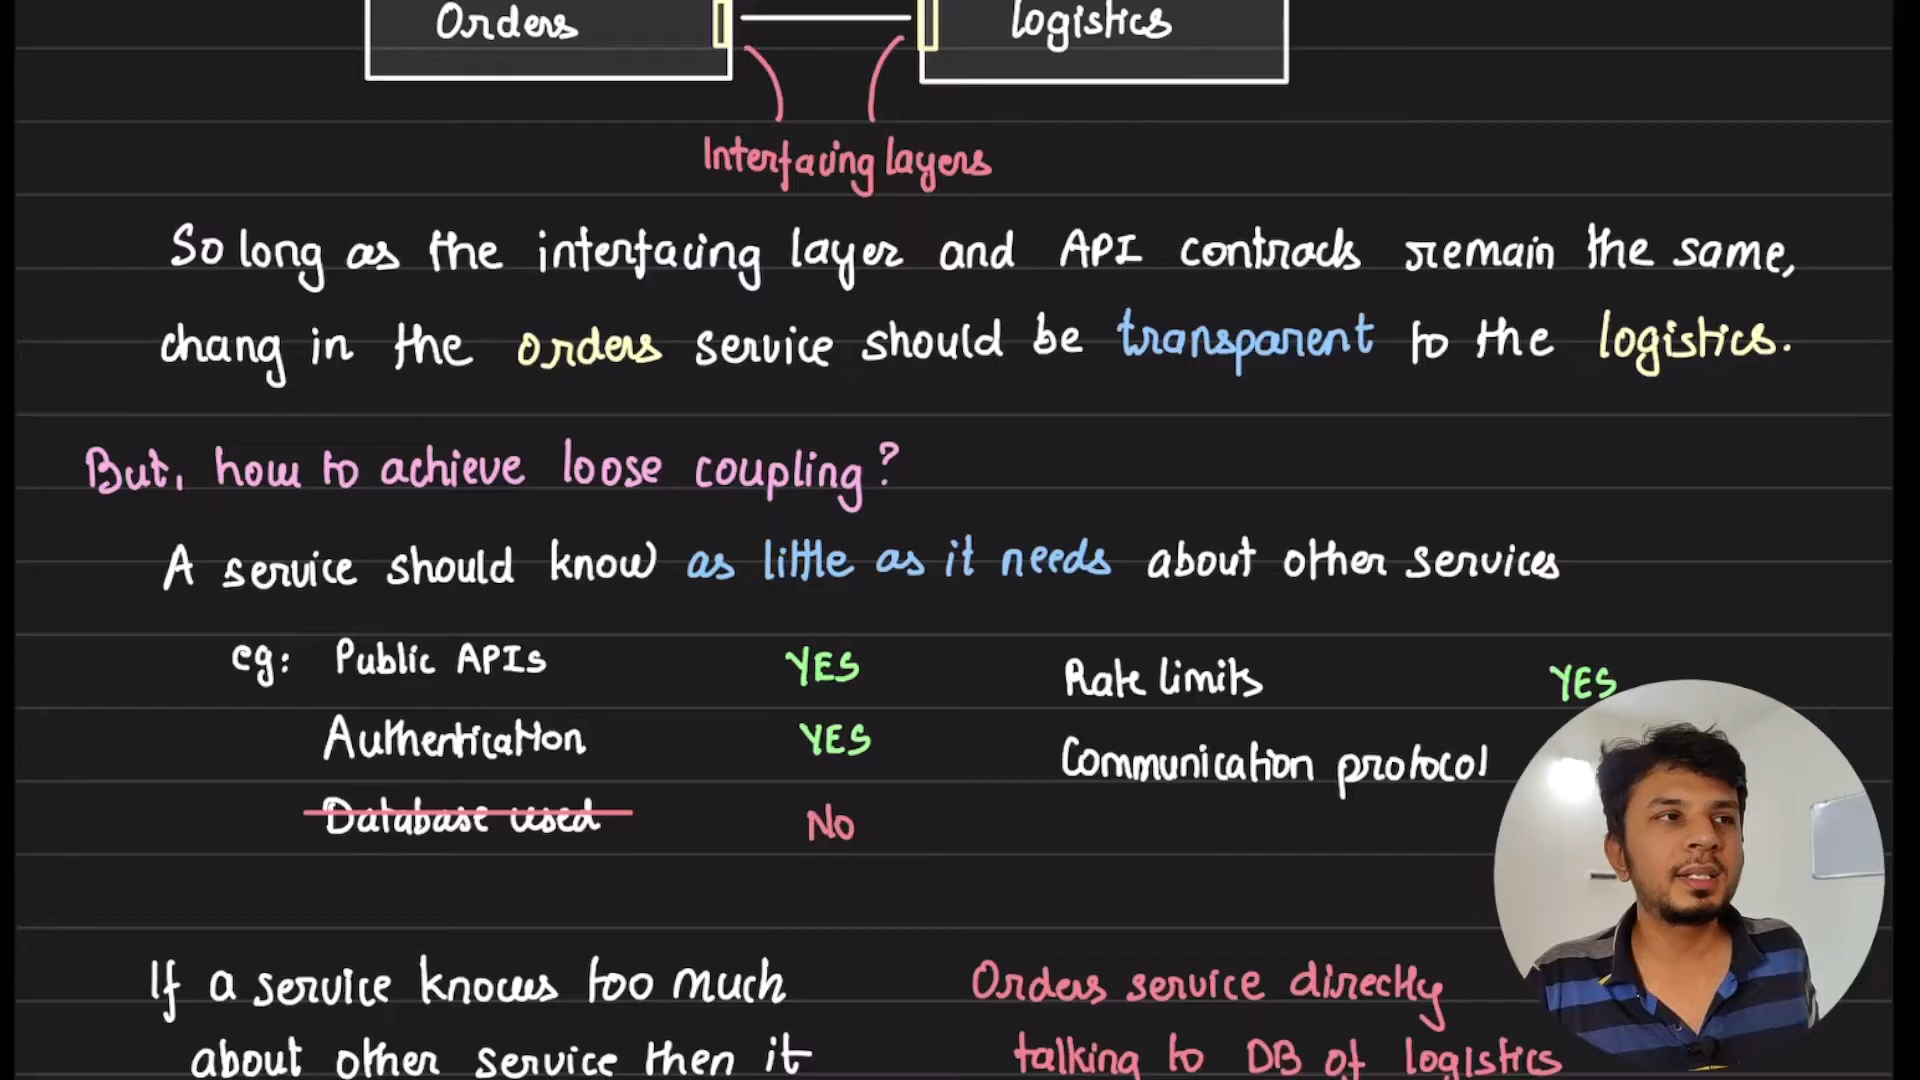 Orders
logistics
Interfacing layers
So long as the interfacing layer and API contracts remain the same,
chang in the orders service should be transparent to the logistics.
But, how to achieve loose coupling?
A service should know as little as it needs about other services
eg: Public APIs YES
Rate limits YES
Authentication YES
Communication protocol
Database used No
If a service knows too much
about other service then it
Orders service directly
talking to DB of logistics